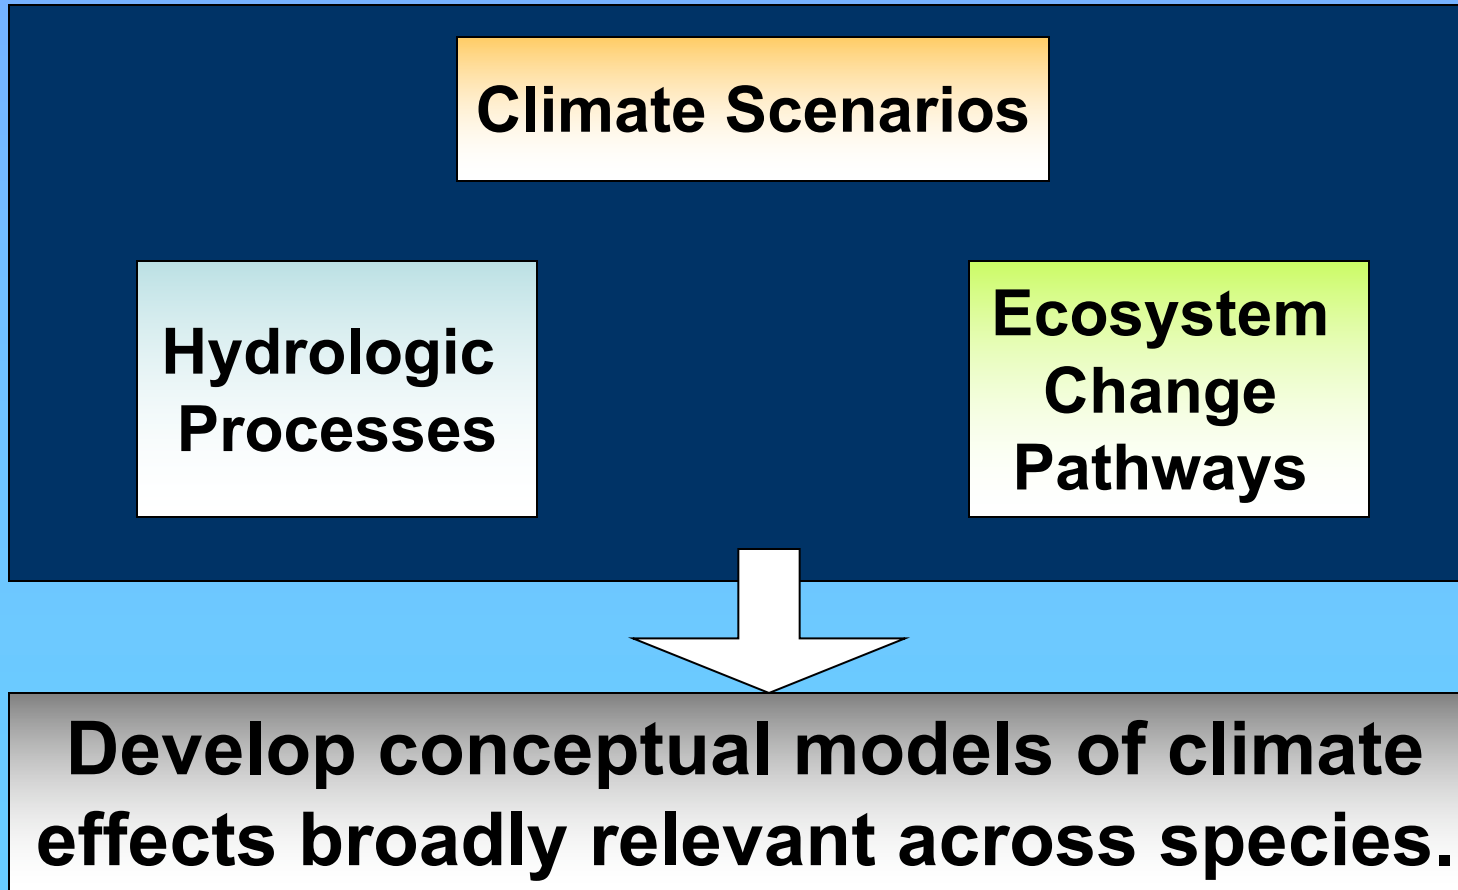 Climate Scenarios
Hydrologic
Processes
Ecosystem
Change
Pathways
Develop conceptual models of climate
effects broadly relevant across species.